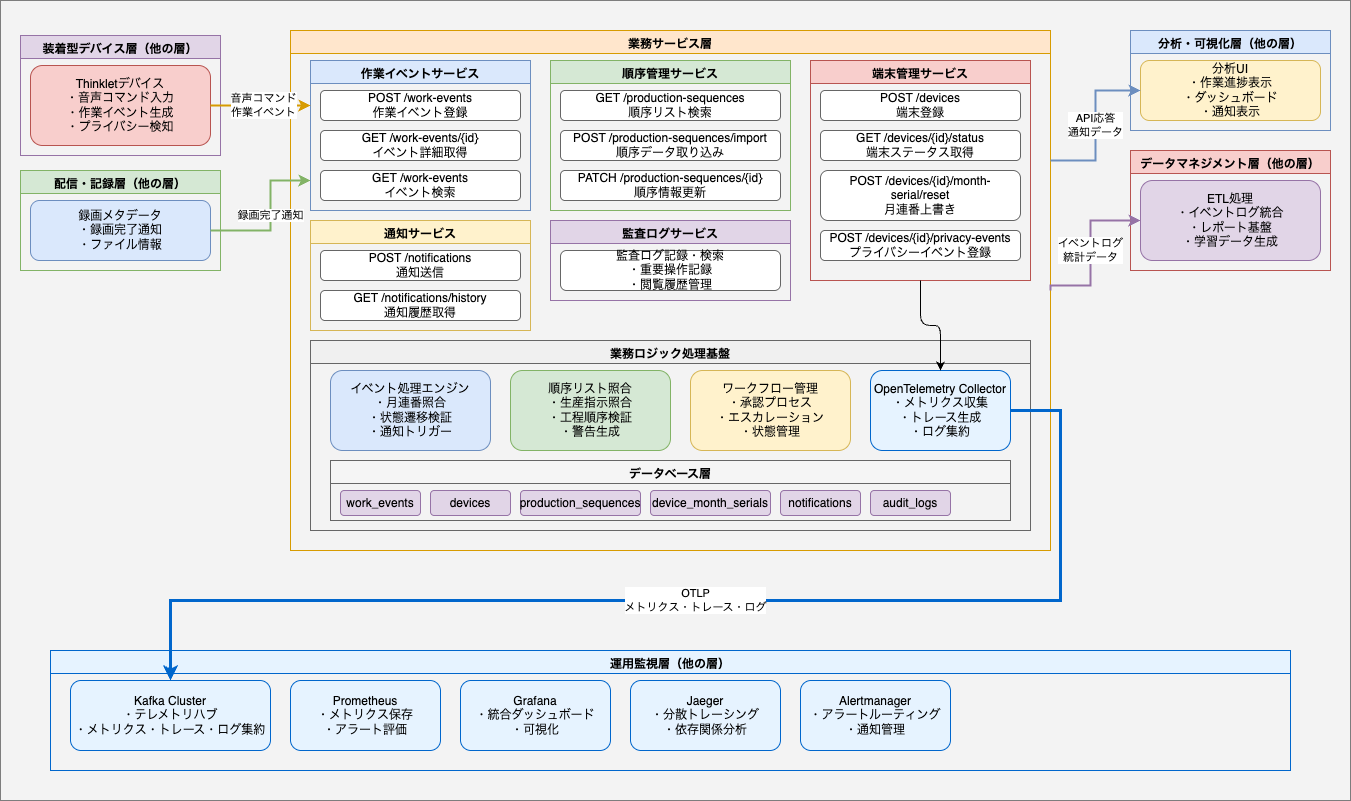 装着型デバイス層（他の層）
Thinkletデバイス
・音声コマンド入力
・作業イベント生成
・プライバシー検知
配信・記録層（他の層）
録画メタデータ
・録画完了通知
・ファイル情報
音声コマンド
作業イベント
録画完了通知
業務サービス層
作業イベントサービス
POST /work-events
作業イベント登録
GET /work-events/{id}
イベント詳細取得
GET /work-events
イベント検索
順序管理サービス
GET /production-sequences
順序リスト検索
POST /production-sequences/import
順序データ取り込み
PATCH /production-sequences/{id}
順序情報更新
端末管理サービス
POST /devices
端末登録
GET /devices/{id}/status
端末ステータス取得
POST /devices/{id}/month-
serial/reset
月連番上書き
POST /devices/{id}/privacy-events
プライバシーイベント登録
通知サービス
POST /notifications
通知送信
GET /notifications/history
通知履歴取得
監査ログサービス
監査ログ記録・検索
・重要操作記録
・閲覧履歴管理
業務ロジック処理基盤
イベント処理エンジン
・月連番照合
・状態遷移検証
・通知トリガー
順序リスト照合
・生産指示照合
・工程順序検証
・警告生成
ワークフロー管理
・承認プロセス
・エスカレーション
・状態管理
OpenTelemetry Collector
・メトリクス収集
・トレース生成
・ログ集約
データベース層
work_events
devices
production_sequences
device_month_serials
notifications
audit_logs
API応答
通知データ
イベントログ
統計データ
分析・可視化層（他の層）
分析UI
・作業進捗表示
・ダッシュボード
・通知表示
データマネジメント層（他の層）
ETL処理
・イベントログ統合
・レポート基盤
・学習データ生成
OTLP
メトリクス・トレース・ログ
運用監視層（他の層）
Kafka Cluster
・テレメトリハブ
・メトリクス・トレース・ログ集約
Prometheus
・メトリクス保存
・アラート評価
Grafana
・統合ダッシュボード
・可視化
Jaeger
・分散トレーシング
・依存関係分析
Alertmanager
・アラートルーティング
・通知管理